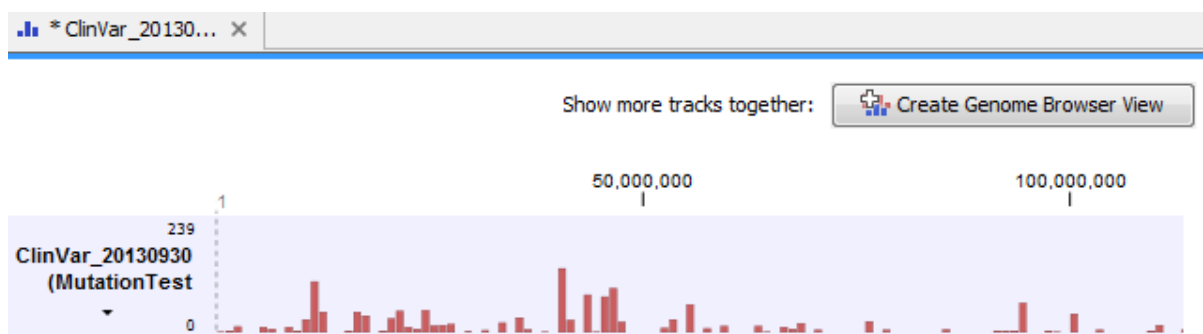 * ClinVar_20130... ×
Show more tracks together: Create Genome Browser View
50,000,000 100,000,000
1
239
ClinVar_20130930
(MutationTest
0